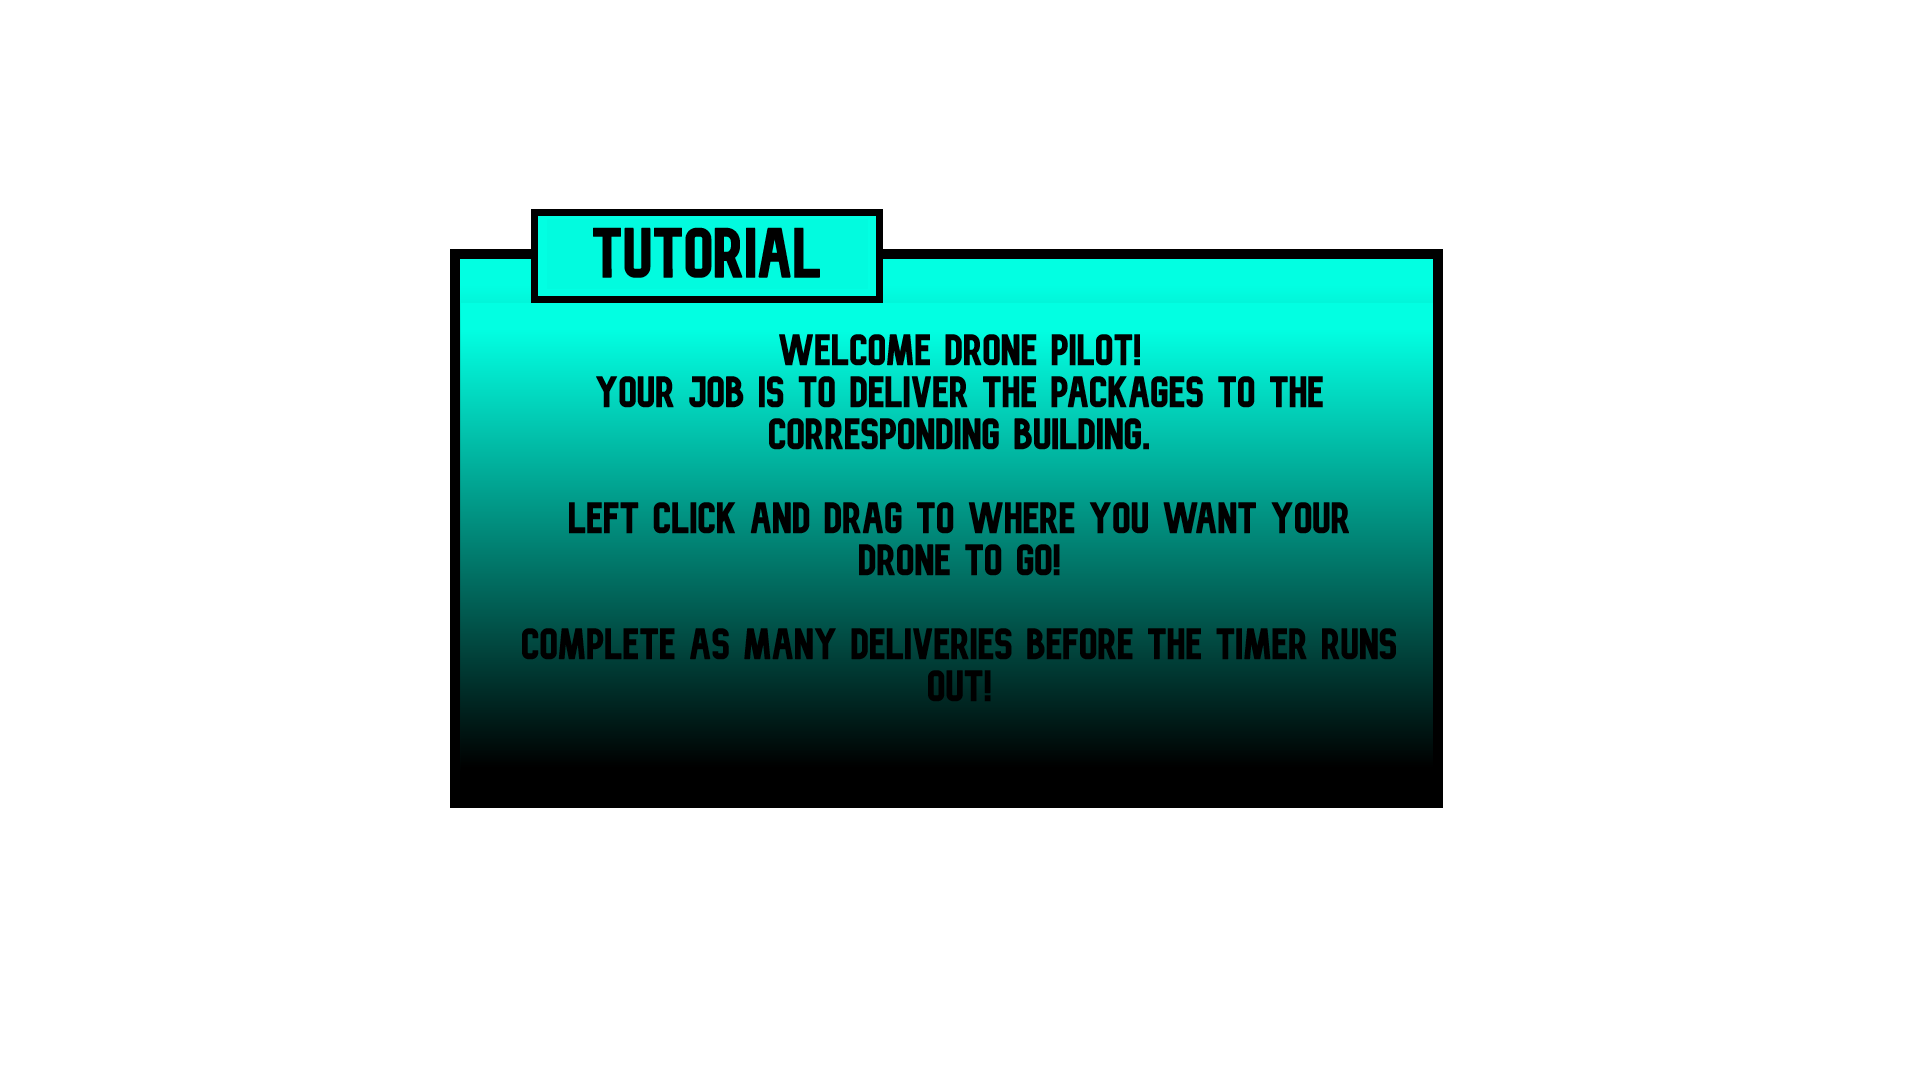 TUTORIAL
WELCOME DRONE PILOT!
YOUR JOB IS TO DELIVER THE PACKAGES TO THE
CORRESPONDING BUILDING.
LEFT CLICK AND DRAG TO WHERE YOU WANT YOUR
DRONE TO GO!
COMPLETE AS MANY DELIVERIES BEFORE THE TIMER RUNS
OUT!